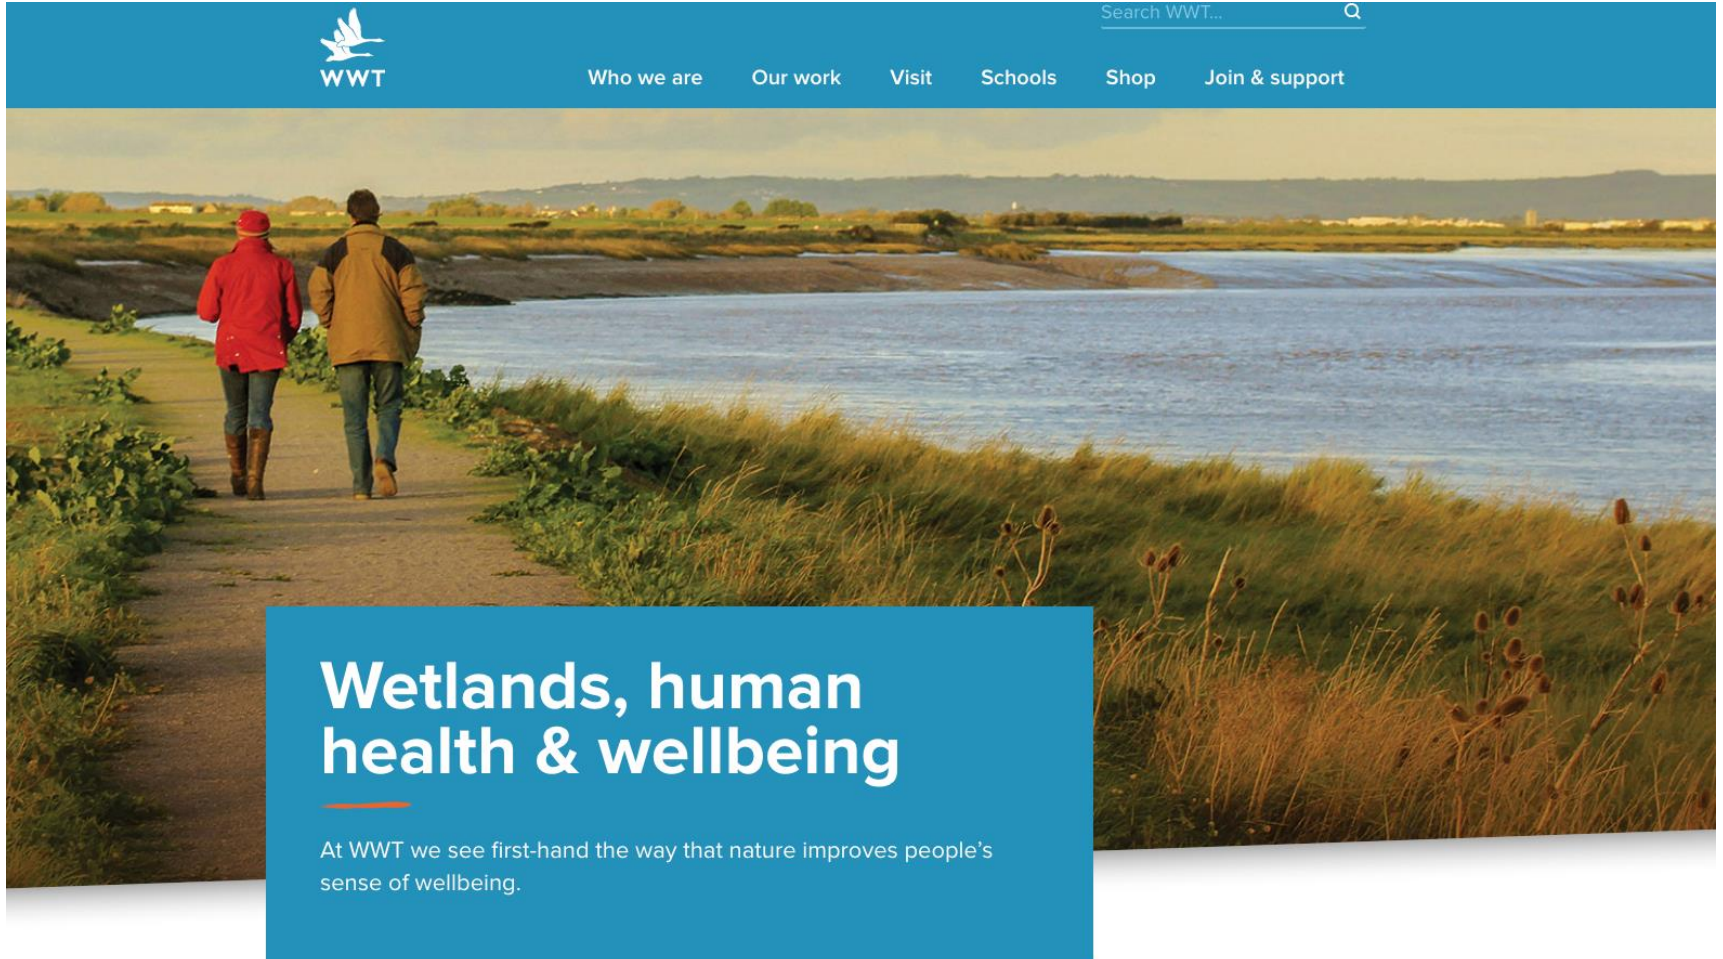 Search WWT...
WWT
Who we are Our work Visit Schools Shop Join & support
Wetlands, human
health & wellbeing
At WWT we see first-hand the way that nature improves people’s
sense of wellbeing.